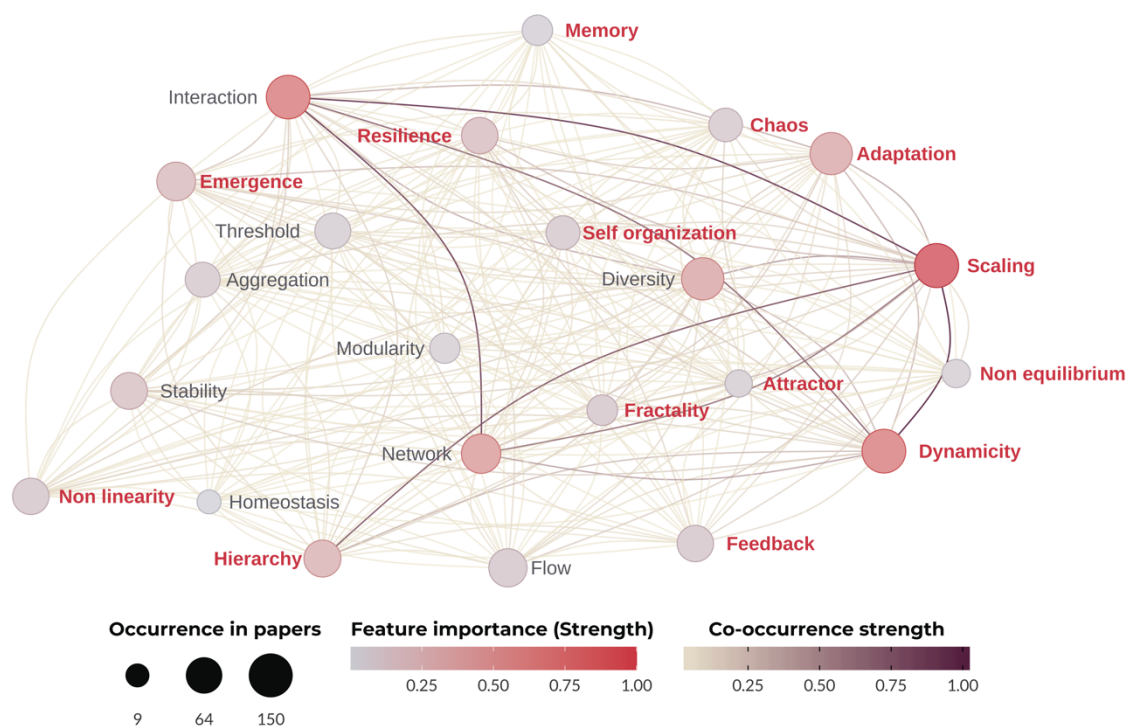 Memory
Interaction
Chaos
Resilience
Adaptation
Emergence
Threshold
Self organization
Scaling
Aggregation
Diversity
Modularity
Non equilibrium
Attractor
Stability
Fractality
Network
Dynamicity
Non linearity
Homeostasis
Feedback
Hierarchy
Flow
Occurrence in papers
9 64 150
Feature importance (Strength)
0.25 0.50 0.75 1.00
Co-occurrence strength
0.25 0.50 0.75 1.00